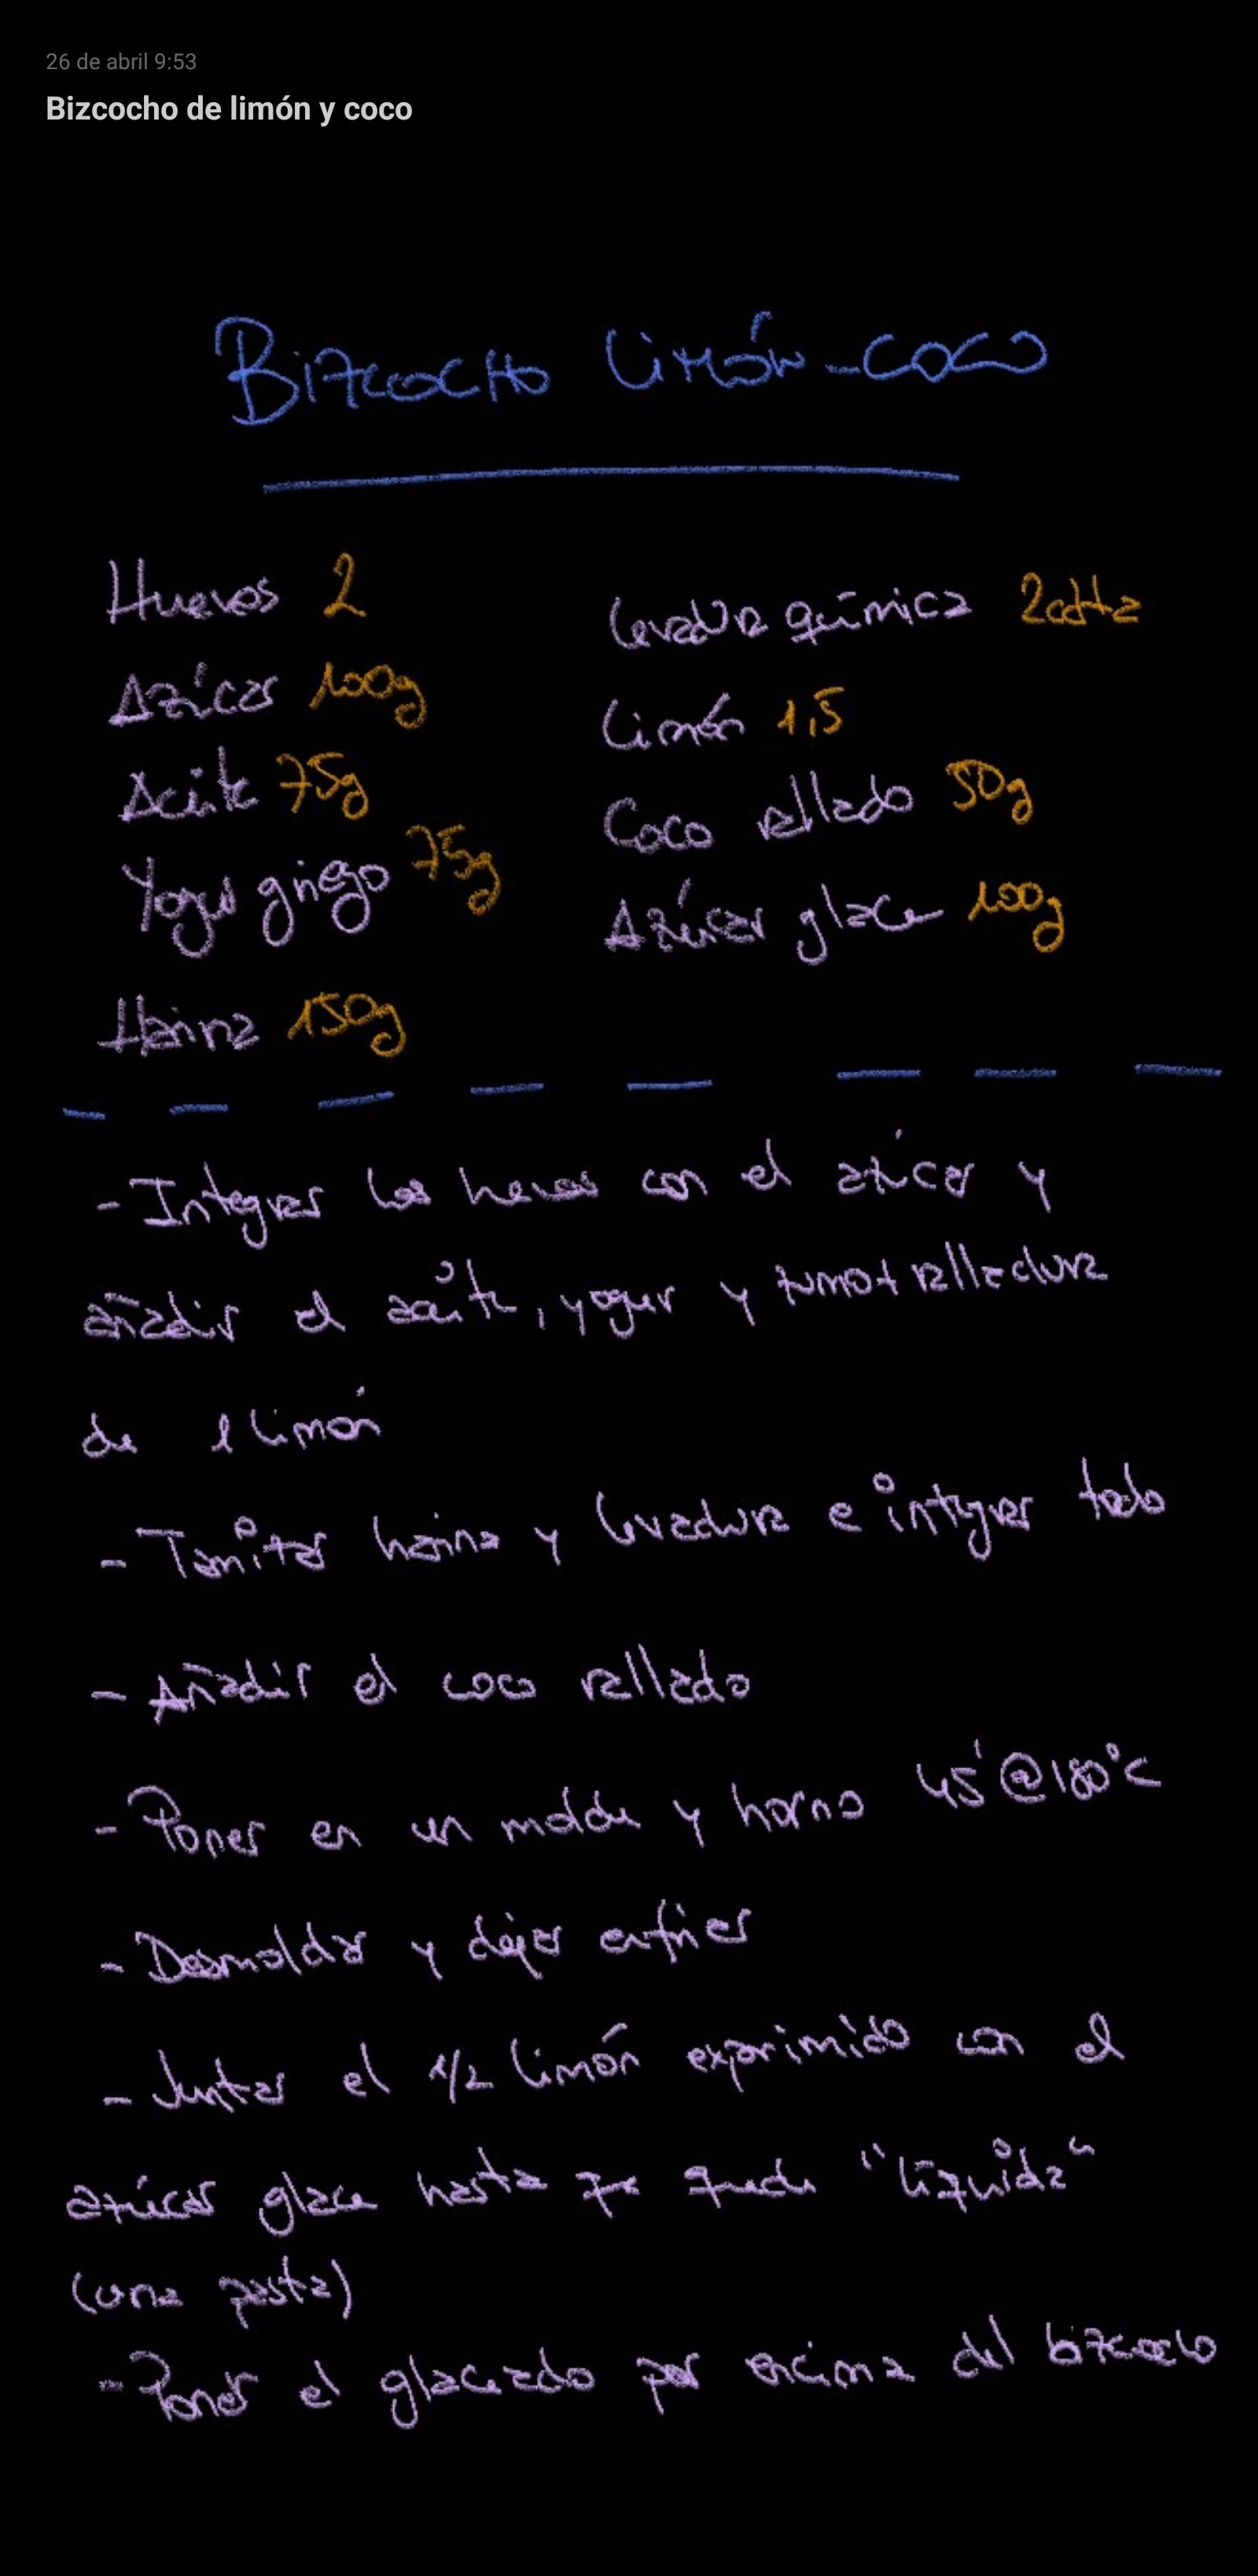 26 de abril 9:53
Bizcocho de limón y coco
BIZCOCHO LIMÓN-COCO
Huevos 2
Azúcar 100g
Aceite 75g
Yogur griego 75g
Harina 150g
Levadura química 2cdta
Limón 1,5
Coco rallado 50g
Azúcar glace 100g
- Integrar los huevos con el azúcar y
añadir el aceite, yogur y zumo+ralladura
de 1 limón
- Tamizar harina y levadura e integrar todo
- Añadir el coco rallado
- Poner en un molde y horno 45' @180°C
- Desmoldar y dejar enfriar
- Juntar el 1/2 limón exprimido con el
azúcar glace hasta que quede "líquida"
(una pasta)
- Poner el glaceado por encima del bizcocho